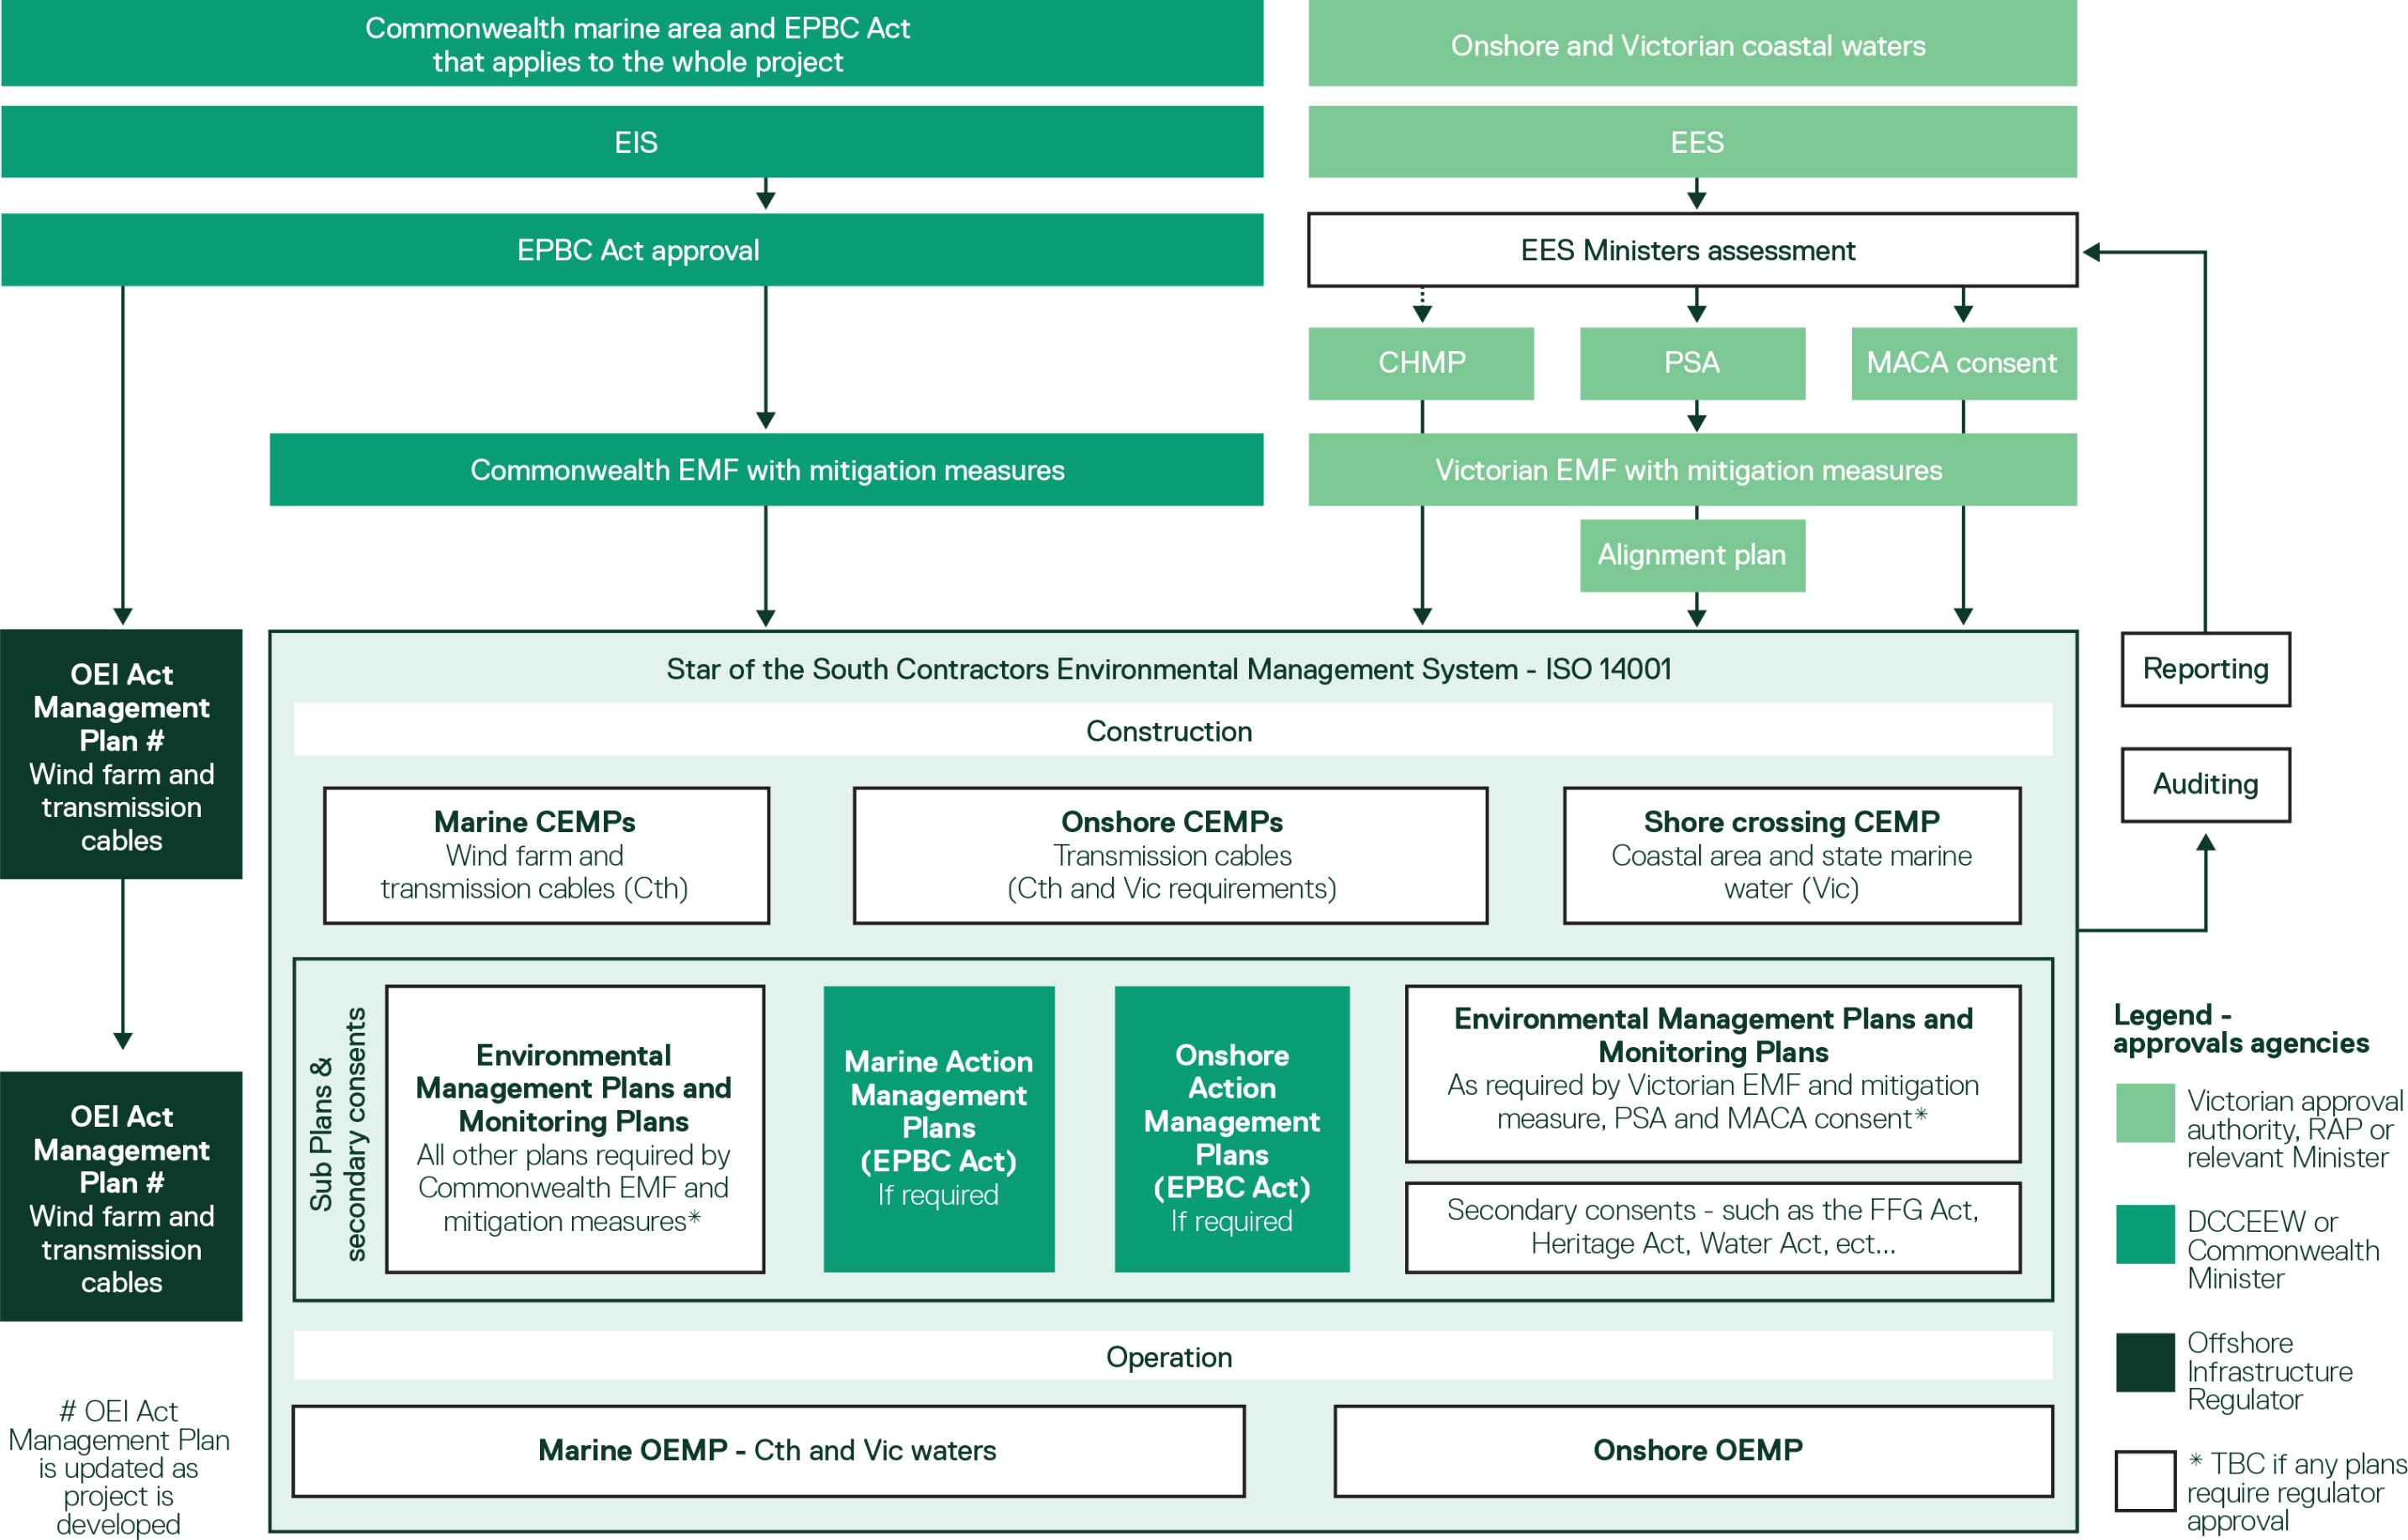 Commonwealth marine area and EPBC Act
that applies to the whole project
Onshore and Victorian coastal waters
EIS
EES
EPBC Act approval
EES Ministers assessment
CHMP
PSA
MACA consent
Commonwealth EMF with mitigation measures
Victorian EMF with mitigation measures
Alignment plan
OEI Act
Management
Plan #
Wind farm and
transmission
cables
OEI Act
Management
Plan #
Wind farm and
transmission
cables
# OEI Act
Management Plan
is updated as
project is
developed
Star of the South Contractors Environmental Management System - ISO 14001
Construction
Marine CEMPs
Wind farm and
transmission cables (Cth)
Onshore CEMPs
Transmission cables
(Cth and Vic requirements)
Shore crossing CEMP
Coastal area and state marine
water (Vic)
Sub Plans &
secondary consents
Environmental
Management Plans and
Monitoring Plans
All other plans required by
Commonwealth EMF and
mitigation measures*
Marine Action
Management
Plans
(EPBC Act)
If required
Onshore
Action
Management
Plans
(EPBC Act)
If required
Environmental Management Plans and
Monitoring Plans
As required by Victorian EMF and mitigation
measure, PSA and MACA consent*
Secondary consents - such as the FFG Act,
Heritage Act, Water Act, ect...
Operation
Marine OEMP - Cth and Vic waters
Onshore OEMP
Reporting
Auditing
Legend -
approvals agencies
Victorian approval
authority, RAP or
relevant Minister
DCCEEW or
Commonwealth
Minister
Offshore
Infrastructure
Regulator
* TBC if any plans
require regulator
approval